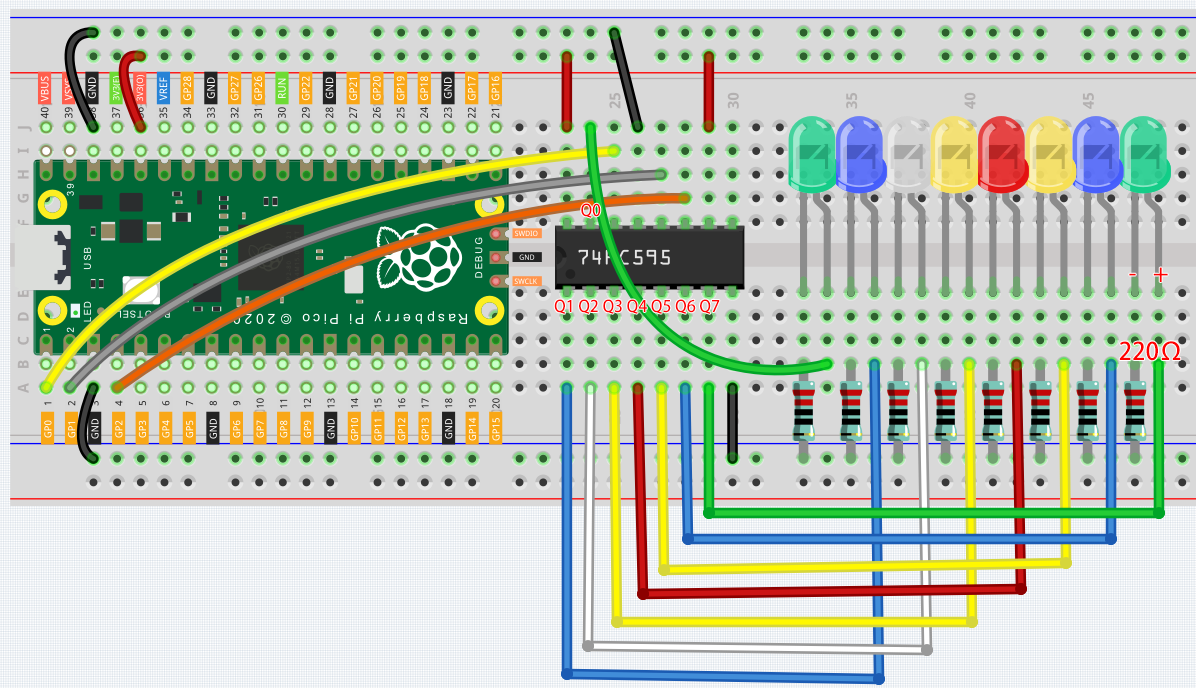 VBUS VSYS GND 3V3(E) 3V3(O) VREF GP28 GND GP27 GP26 RUN GP22 GND GP21 GP20 GP19 GP18 GND GP17 GP16
40 39 38 37 36 35 34 33 32 31 30 29 28 27 26 25 24 23 22 21
25 30 35 40 45
J
I
H
G
F
39
Q0
USB
DEBUG
SWDIO
GND
SWCLK
74HC595
- +
BOOTSEL
LED
Raspberry Pi Pico © 2020
1 2
Q1 Q2 Q3 Q4 Q5 Q6 Q7
220Ω
E
D
C
B
A
1 2 3 4 5 6 7 8 9 10 11 12 13 14 15 16 17 18 19 20
GP0 GP1 GND GP2 GP3 GP4 GP5 GND GP6 GP7 GP8 GP9 GND GP10 GP11 GP12 GP13 GND GP14 GP15